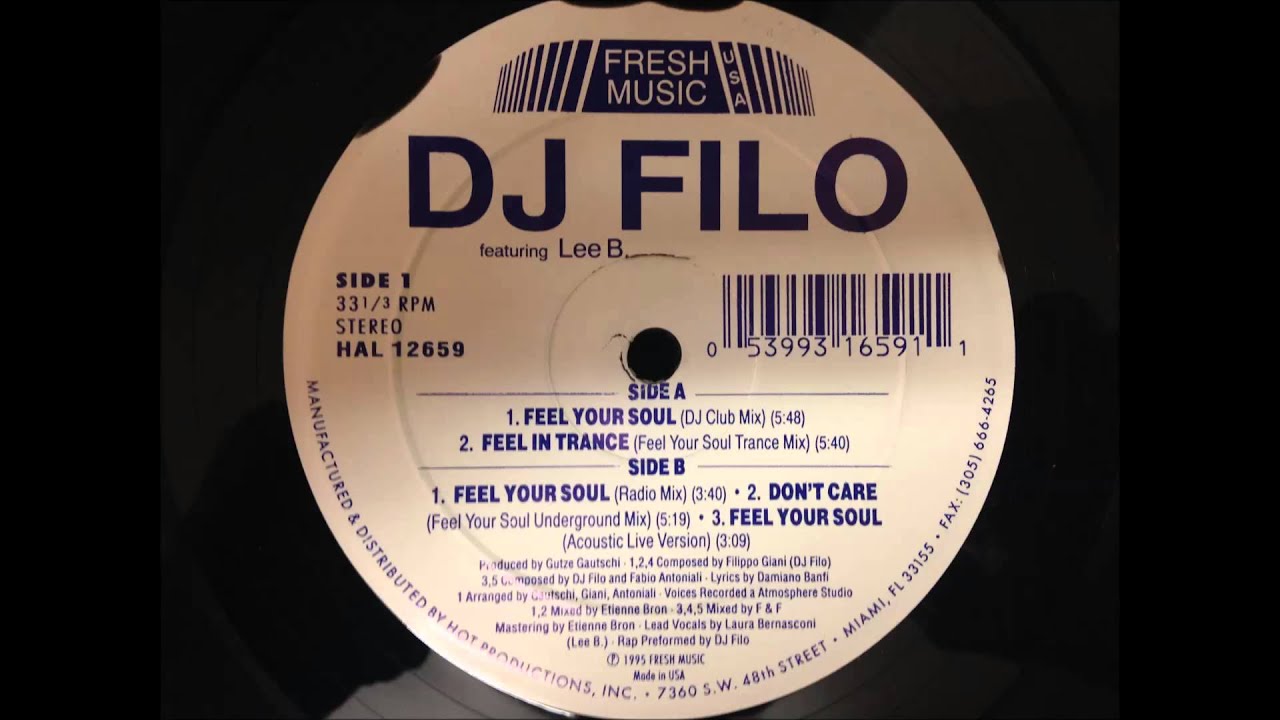 FRESH
MUSIC
USA
DJ FILO
featuring Lee B.
SIDE 1
33 1/3 RPM
STEREO
HAL 12659
0 53993 16591 1
SIDE A
1. FEEL YOUR SOUL (DJ Club Mix) (5:48)
2. FEEL IN TRANCE (Feel Your Soul Trance Mix) (5:40)
SIDE B
1. FEEL YOUR SOUL (Radio Mix) (3:40) • 2. DON'T CARE
(Feel Your Soul Underground Mix) (5:19) • 3. FEEL YOUR SOUL
(Acoustic Live Version) (3:09)
Produced by Gutze Gautschi · 1,2,4 Composed by Filippo Giani (DJ Filo)
3,5 Composed by DJ Filo and Fabio Antoniali · Lyrics by Damiano Banfi
1 Arranged by Gautschi, Giani, Antoniali · Voices Recorded a Atmosphere Studio
1,2 Mixed by Etienne Bron · 3,4,5 Mixed by F & F
Mastering by Etienne Bron · Lead Vocals by Laura Bernasconi
(Lee B.) · Rap Preformed by DJ Filo
℗ 1995 FRESH MUSIC
Made in USA
MANUFACTURED & DISTRIBUTED BY HOT PRODUCTIONS, INC. • 7360 S.W. 48th STREET • MIAMI, FL 33155 • FAX: (305) 666-4265